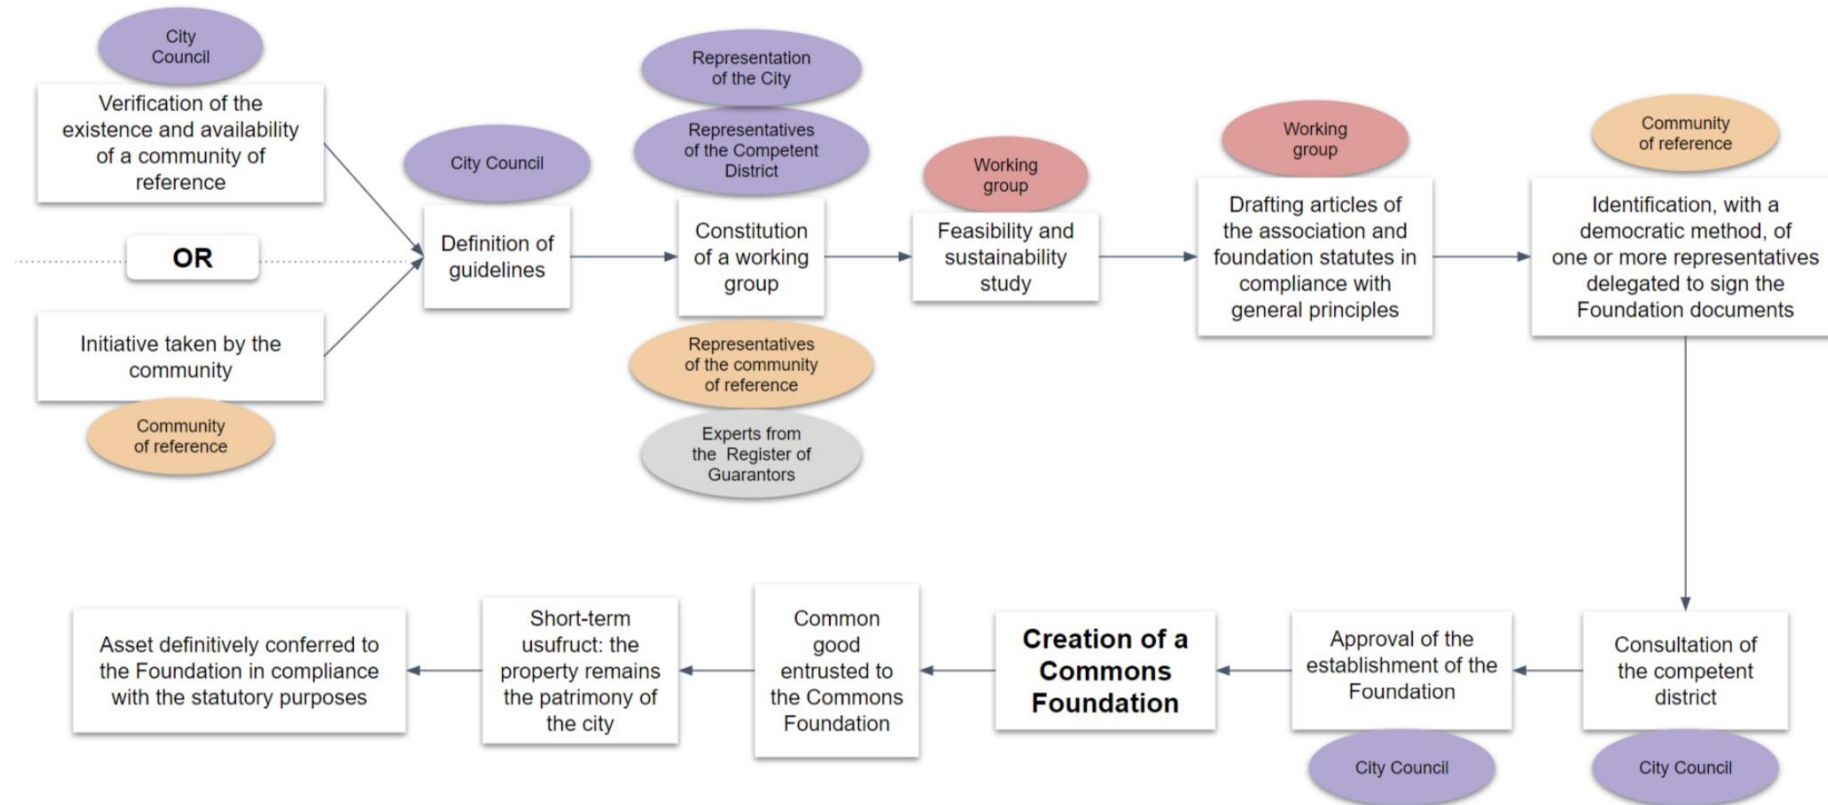 City
Council
Verification of the
existence and availability
of a community of
reference
OR
Initiative taken by the
community
Community
of reference
City Council
Definition of
guidelines
Representation
of the City
Representatives
of the Competent
District
Constitution
of a working
group
Representatives
of the community
of reference
Experts from
the Register of
Guarantors
Working
group
Feasibility and
sustainability
study
Working
group
Drafting articles of
the association and
foundation statutes in
compliance with
general principles
Community
of reference
Identification, with a
democratic method, of
one or more representatives
delegated to sign the
Foundation documents
Consultation of
the competent
district
City Council
Approval of the
establishment of the
Foundation
City Council
Creation of a
Commons
Foundation
Common
good
entrusted to
the Commons
Foundation
Short-term
usufruct: the
property remains
the patrimony of
the city
Asset definitively conferred to
the Foundation in compliance
with the statutory purposes